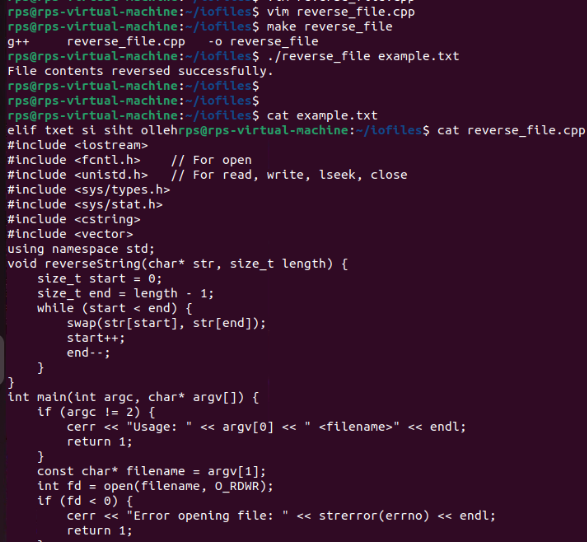 rps@rps-virtual-machine:~/iofiles$ vim reverse_file.cpp
rps@rps-virtual-machine:~/iofiles$ make reverse_file
g++     reverse_file.cpp   -o reverse_file
rps@rps-virtual-machine:~/iofiles$ ./reverse_file example.txt
File contents reversed successfully.
rps@rps-virtual-machine:~/iofiles$
rps@rps-virtual-machine:~/iofiles$
rps@rps-virtual-machine:~/iofiles$ cat example.txt
elif txet si siht ollehrps@rps-virtual-machine:~/iofiles$ cat reverse_file.cpp
#include <iostream>
#include <fcntl.h>    // For open
#include <unistd.h>   // For read, write, lseek, close
#include <sys/types.h>
#include <sys/stat.h>
#include <cstring>
#include <vector>
using namespace std;
void reverseString(char* str, size_t length) {
    size_t start = 0;
    size_t end = length - 1;
    while (start < end) {
        swap(str[start], str[end]);
        start++;
        end--;
    }
}
int main(int argc, char* argv[]) {
    if (argc != 2) {
        cerr << "Usage: " << argv[0] << " <filename>" << endl;
        return 1;
    }
    const char* filename = argv[1];
    int fd = open(filename, O_RDWR);
    if (fd < 0) {
        cerr << "Error opening file: " << strerror(errno) << endl;
        return 1;